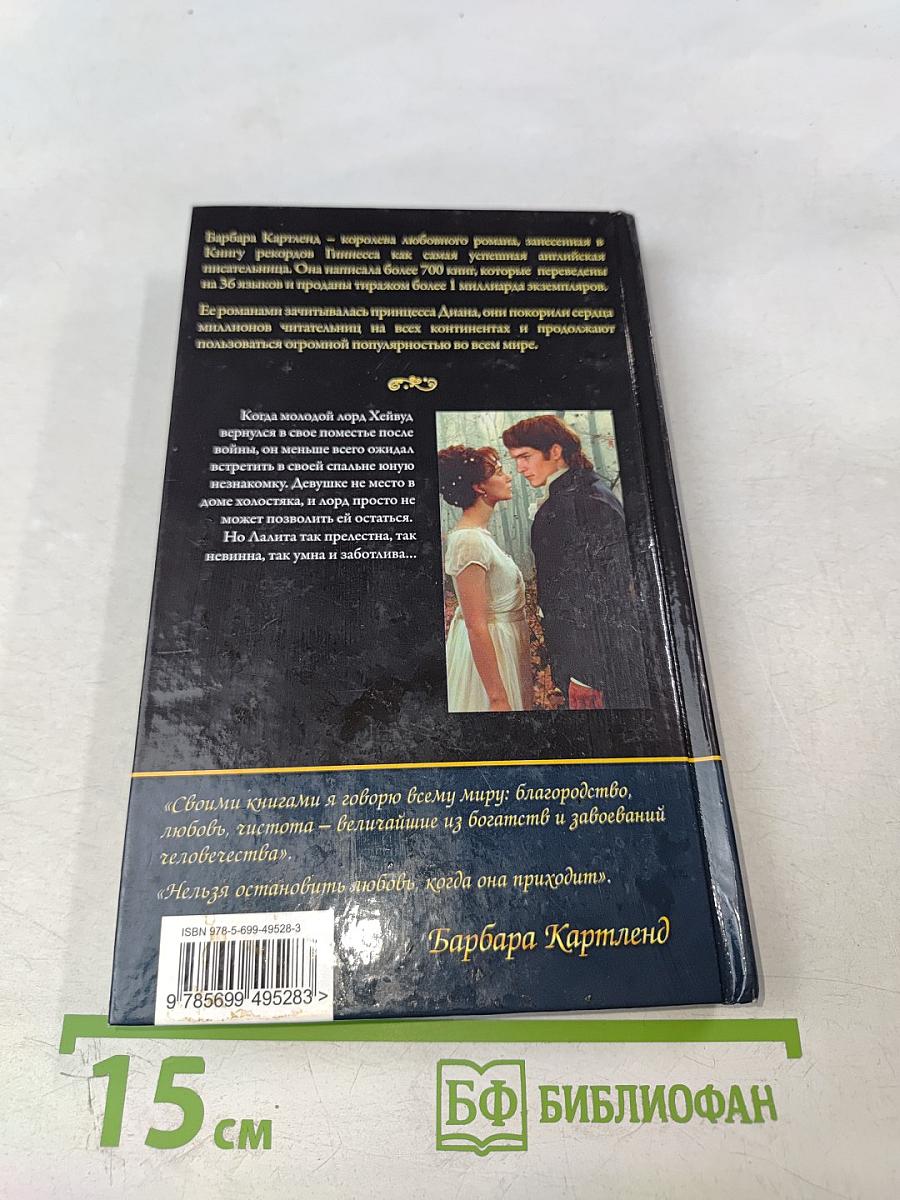 Барбара Картленд – королева любовного романа, занесенная в
Книгу рекордов Гиннесса как самая успешная английская
писательница. Она написала более 700 книг, которые переведены
на 36 языков и проданы тиражом более 1 миллиарда экземпляров.
Ее романами зачитывалась принцесса Диана, они покорили сердца
миллионов читательниц на всех континентах и продолжают
пользоваться огромной популярностью во всем мире.
Когда молодой лорд Хейвуд
вернулся в свое поместье после
войны, он меньше всего ожидал
встретить в своей спальне юную
незнакомку. Девушке не место в
доме холостяка, и лорд просто не
может позволить ей остаться.
Но Лалита так прелестна, так
невинна, так умна и заботлива...
«Своими книгами я говорю всему миру: благородство,
любовь, чистота – величайшие из богатств и завоеваний
человечества».
«Нельзя остановить любовь, когда она приходит».
Барбара Картленд
ISBN 978-5-699-49528-3
9 785699 495283 >
15 см
БФ БИБЛИОФАН